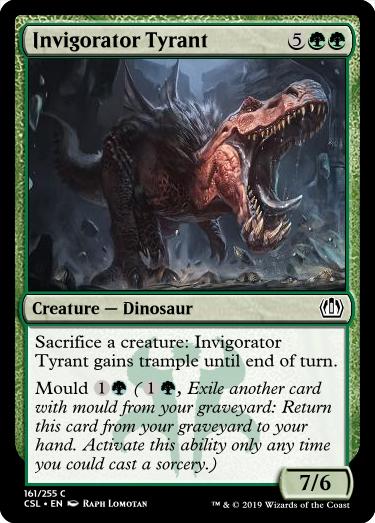 Invigorator Tyrant 5
Creature — Dinosaur
Sacrifice a creature: Invigorator
Tyrant gains trample until end of turn.
Mould 1 ( 1 , Exile another card
with mould from your graveyard: Return
this card from your graveyard to your
hand. Activate this ability only any time
you could cast a sorcery.)
7/6
161/255 C
CSL • EN Raph Lomotan
™ & © 2019 Wizards of the Coast